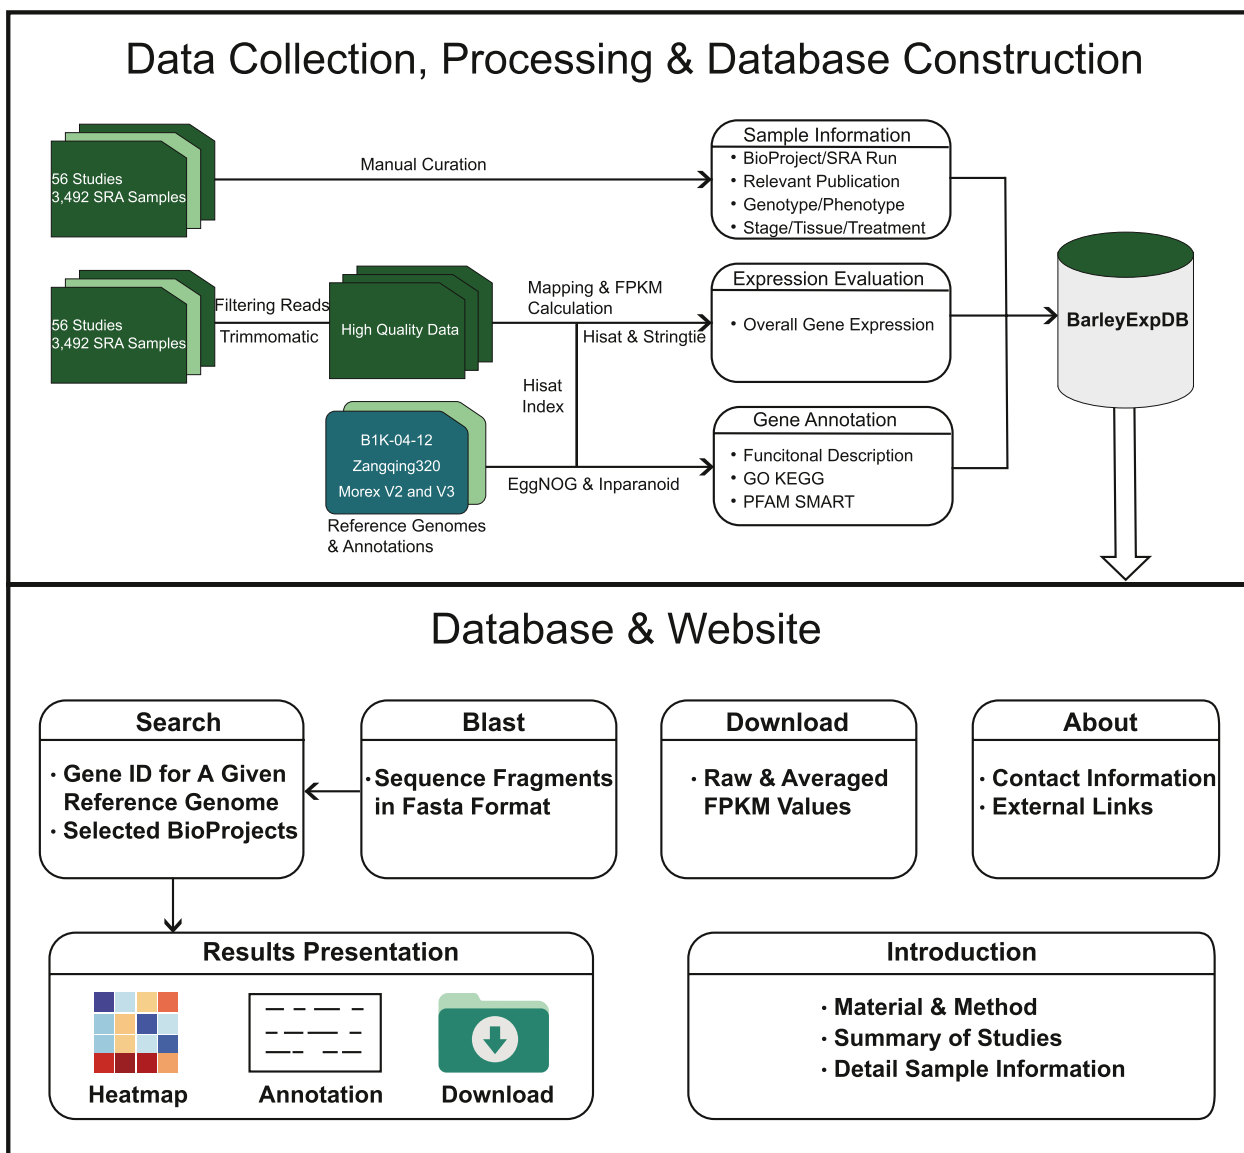 Data Collection, Processing & Database Construction
56 Studies
3,492 SRA Samples
Manual Curation
Sample Information
• BioProject/SRA Run
• Relevant Publication
• Genotype/Phenotype
• Stage/Tissue/Treatment
56 Studies
3,492 SRA Samples
Filtering Reads
Trimmomatic
High Quality Data
Mapping & FPKM
Calculation
Hisat & Stringtie
Expression Evaluation
• Overall Gene Expression
BarleyExpDB
Hisat
Index
B1K-04-12
Zangqing320
Morex V2 and V3
Reference Genomes
& Annotations
EggNOG & Inparanoid
Gene Annotation
• Funcitonal Description
• GO KEGG
• PFAM SMART
Database & Website
Search
· Gene ID for A Given
Reference Genome
· Selected BioProjects
Blast
· Sequence Fragments
in Fasta Format
Download
· Raw & Averaged
FPKM Values
About
· Contact Information
· External Links
Results Presentation
Heatmap
Annotation
Download
Introduction
· Material & Method
· Summary of Studies
· Detail Sample Information